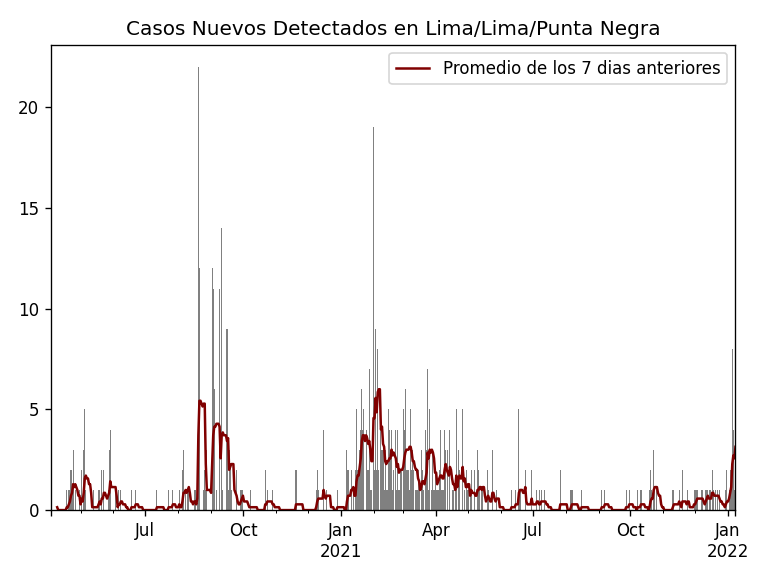 Casos Nuevos Detectados en Lima/Lima/Punta Negra
Promedio de los 7 dias anteriores
20
15
10
5
0
Jul Oct Jan Apr Jul Oct Jan
2021 2022